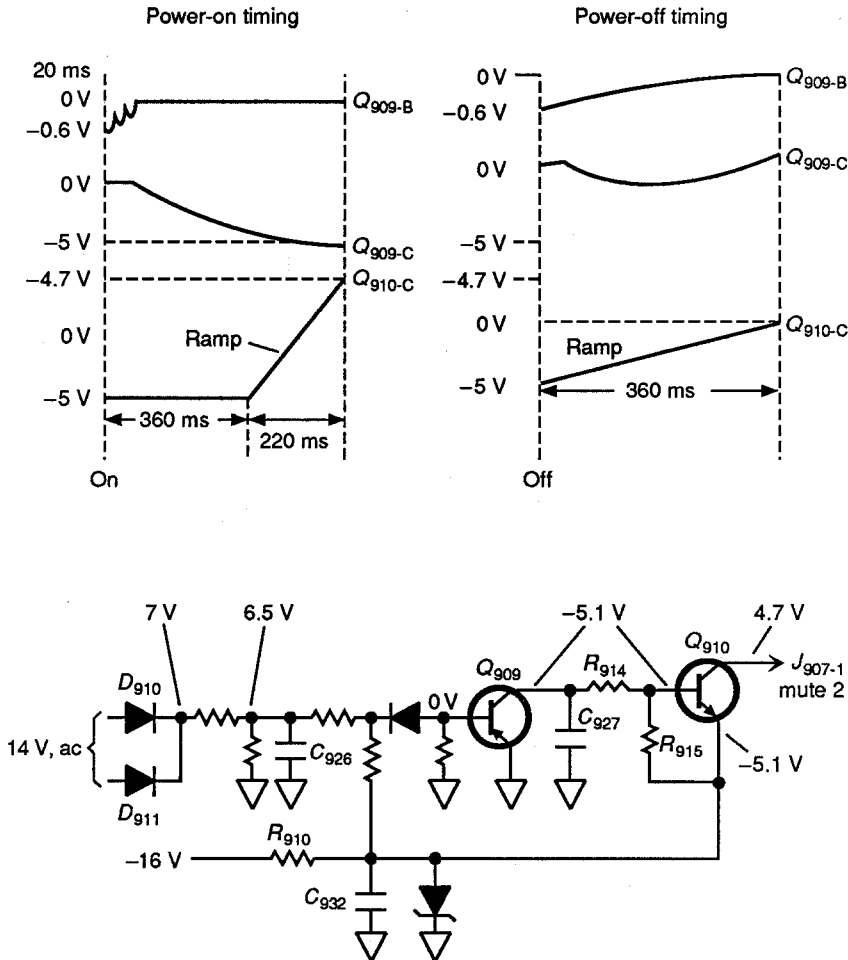 Power-on timing
20 ms
0 V
−0.6 V
Q909-B
0 V
−5 V
Q909-C
−4.7 V
Q910-C
0 V
Ramp
−5 V
360 ms
220 ms
On
Power-off timing
0 V
Q909-B
−0.6 V
0 V
Q909-C
−5 V
−4.7 V
0 V
Q910-C
Ramp
−5 V
360 ms
Off
7 V
6.5 V
−5.1 V
4.7 V
Q910
D910
Q909
R914
J907-1
mute 2
0 V
14 V, ac
C926
C927
R915
−5.1 V
D911
R910
−16 V
C932